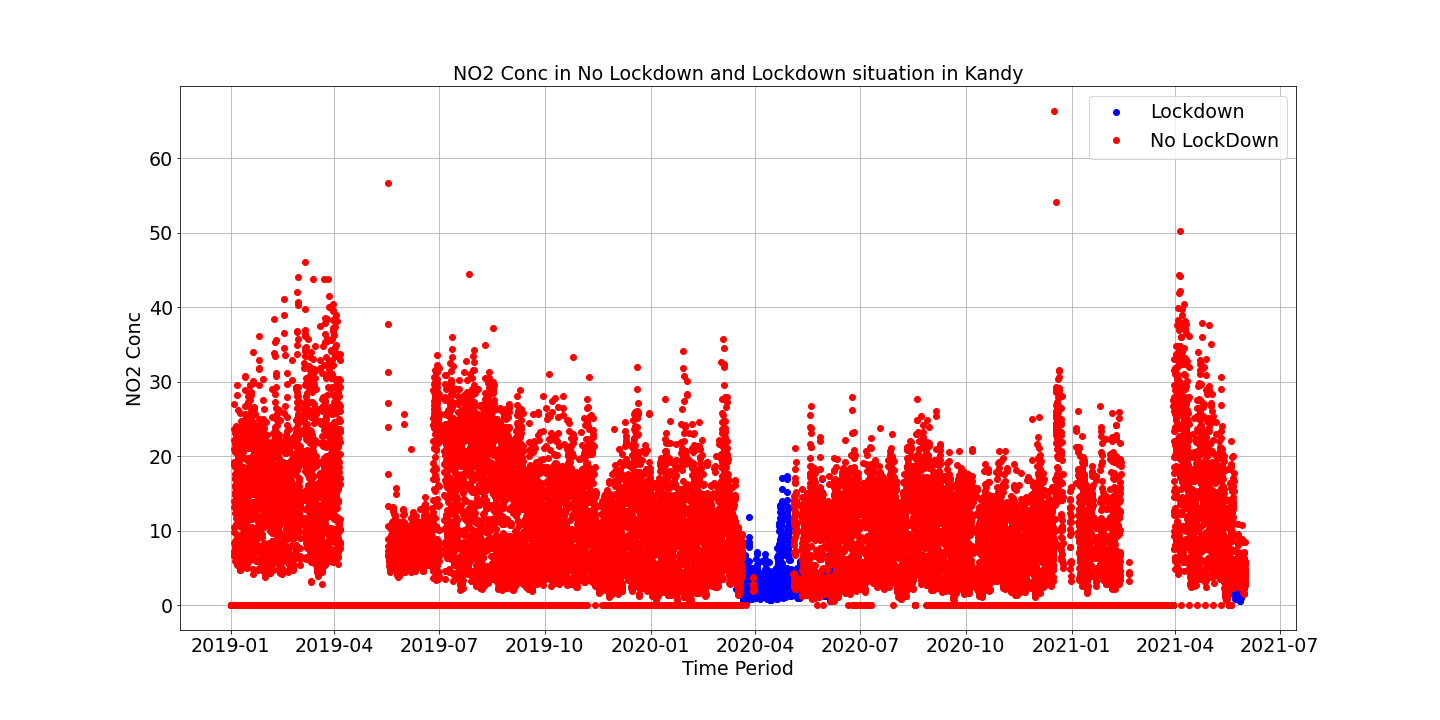 NO2 Conc in No Lockdown and Lockdown situation in Kandy
Lockdown
No LockDown
NO2 Conc
60
50
40
30
20
10
0
2019-01 2019-04 2019-07 2019-10 2020-01 2020-04 2020-07 2020-10 2021-01 2021-04 2021-07
Time Period